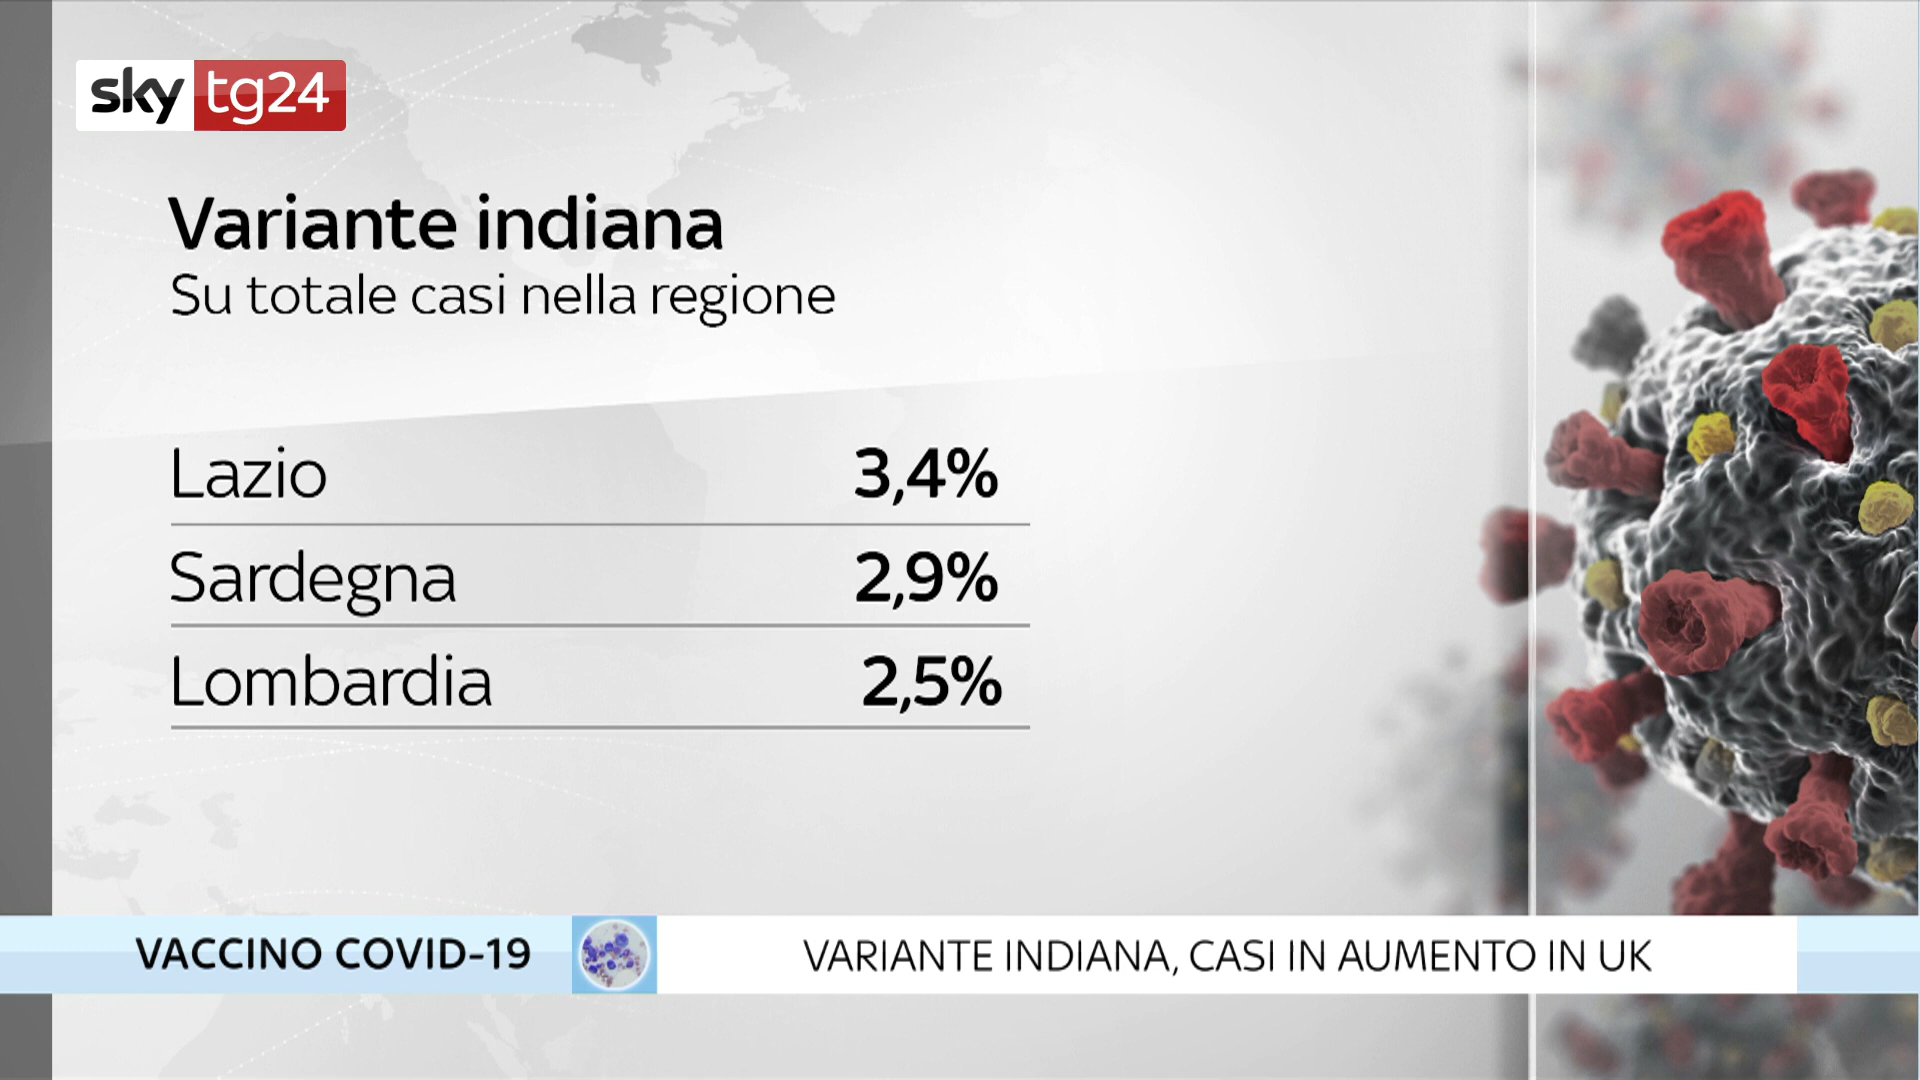 sky tg24
Variante indiana
Su totale casi nella regione
Lazio 3,4%
Sardegna 2,9%
Lombardia 2,5%
VACCINO COVID-19 VARIANTE INDIANA, CASI IN AUMENTO IN UK